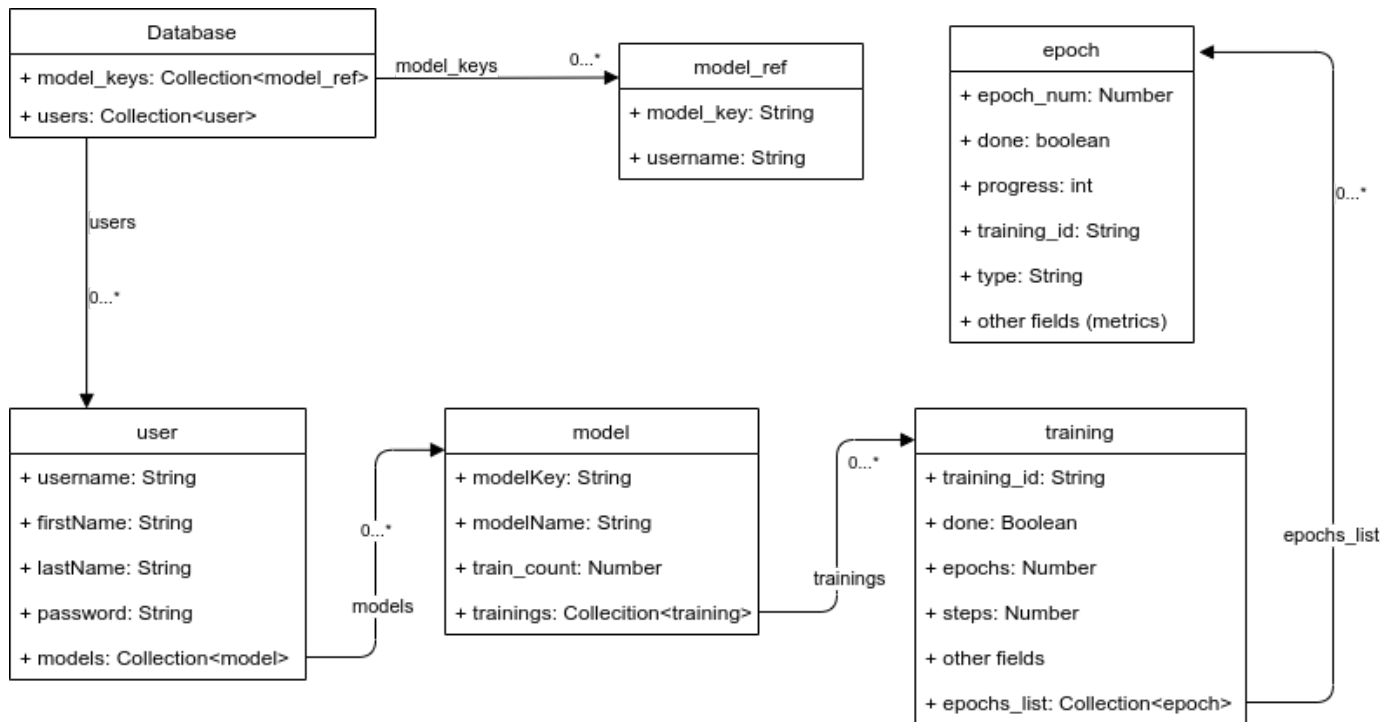 Database
+ model_keys: Collection<model_ref>
+ users: Collection<user>
model_keys
0...*
model_ref
+ model_key: String
+ username: String
epoch
+ epoch_num: Number
+ done: boolean
+ progress: int
+ training_id: String
+ type: String
+ other fields (metrics)
0...*
users
0...*
user
+ username: String
+ firstName: String
+ lastName: String
+ password: String
+ models: Collection<model>
0...*
models
model
+ modelKey: String
+ modelName: String
+ train_count: Number
+ trainings: Collecition<training>
0...*
trainings
training
+ training_id: String
+ done: Boolean
+ epochs: Number
+ steps: Number
+ other fields
+ epochs_list: Collection<epoch>
epochs_list